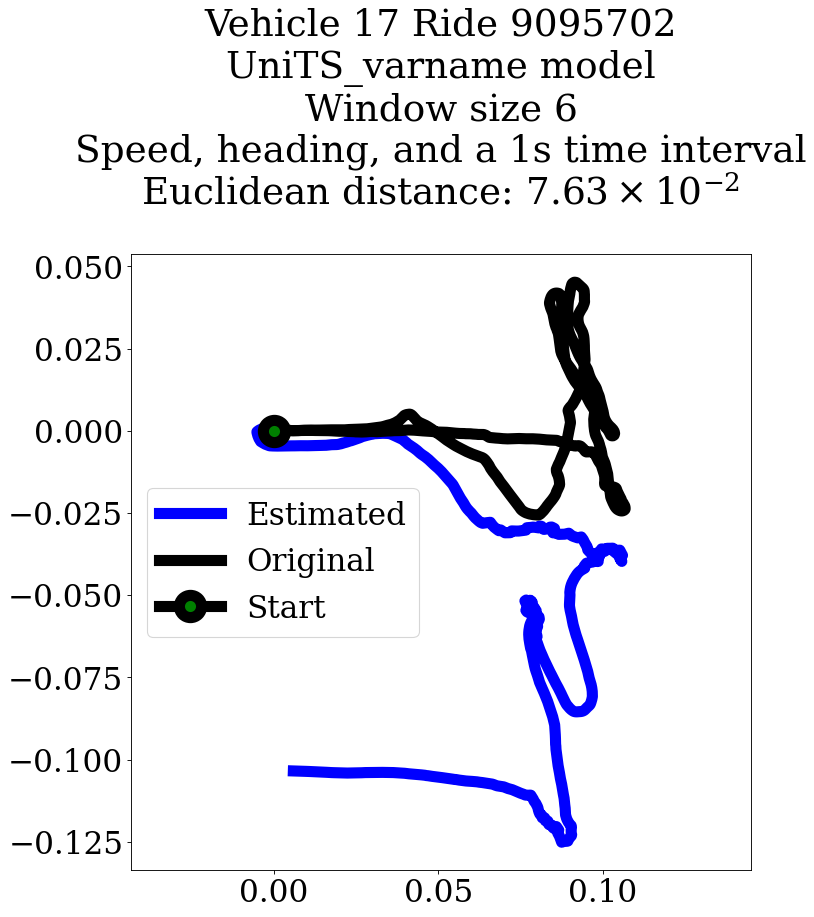 Vehicle 17 Ride 9095702
UniTS_varname model
Window size 6
Speed, heading, and a 1s time interval
Euclidean distance: 7.63 × 10⁻²
0.050
0.025
0.000
−0.025
−0.050
−0.075
−0.100
−0.125
Estimated
Original
Start
0.00 0.05 0.10